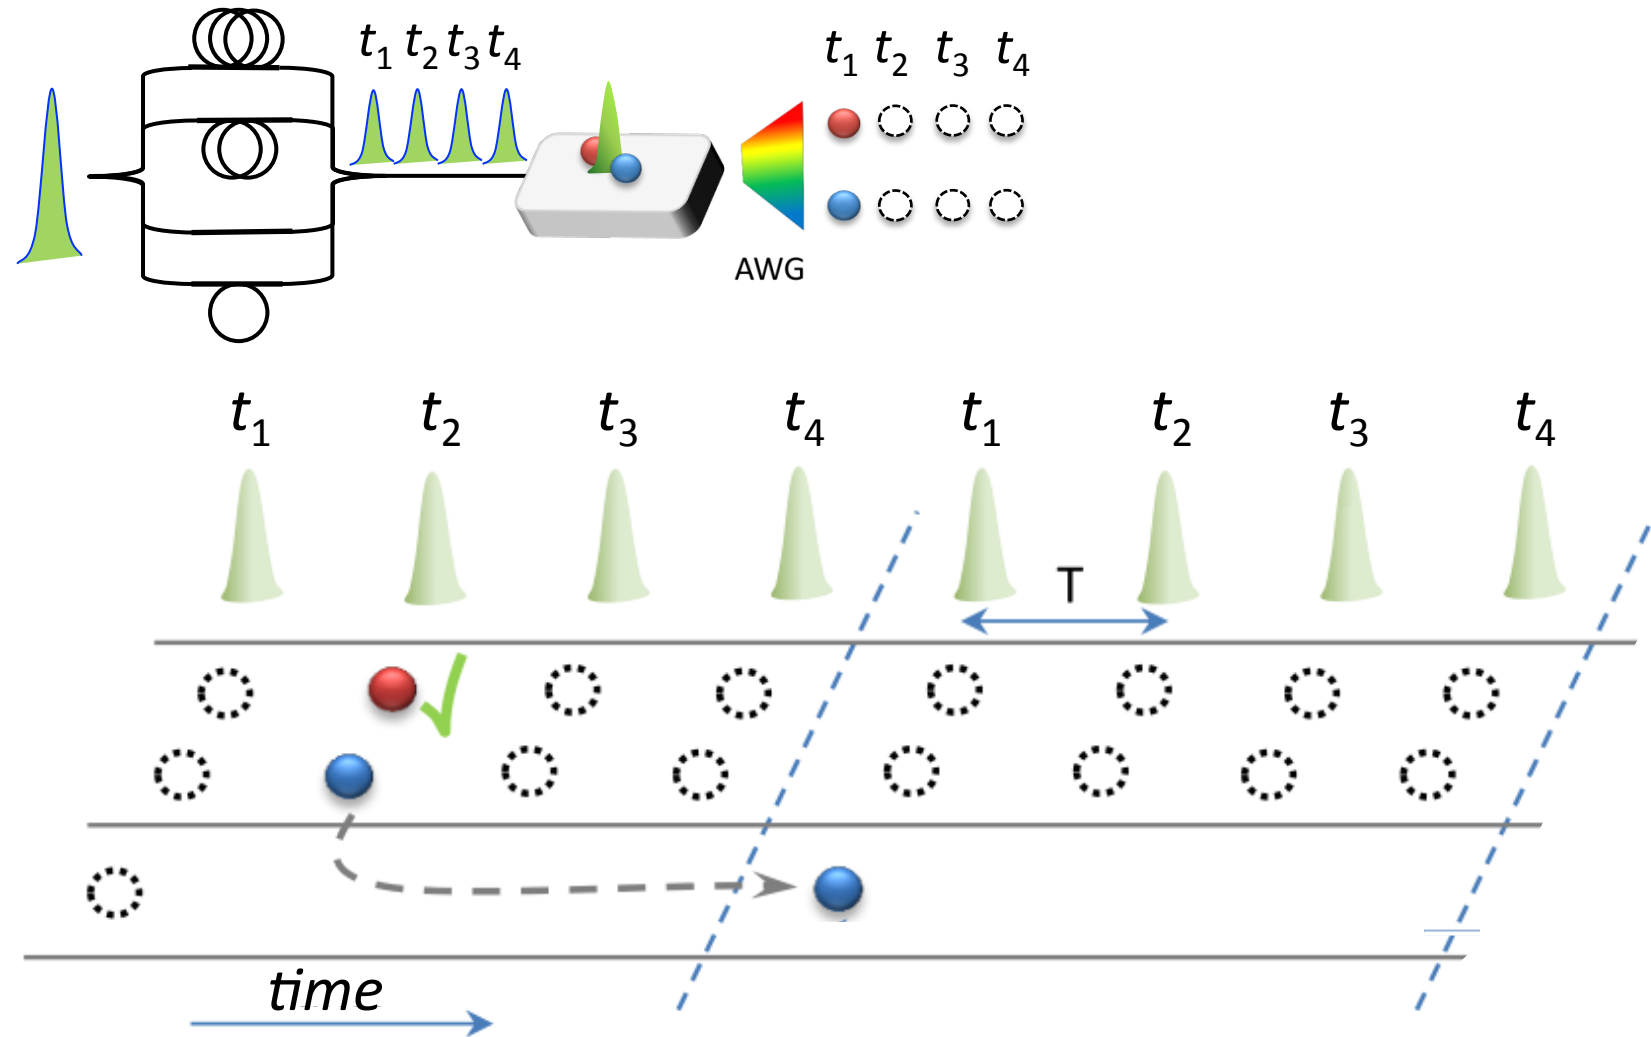 t₁ t₂ t₃ t₄
t₁ t₂ t₃ t₄
AWG
t₁ t₂ t₃ t₄ t₁ t₂ t₃ t₄
T
time